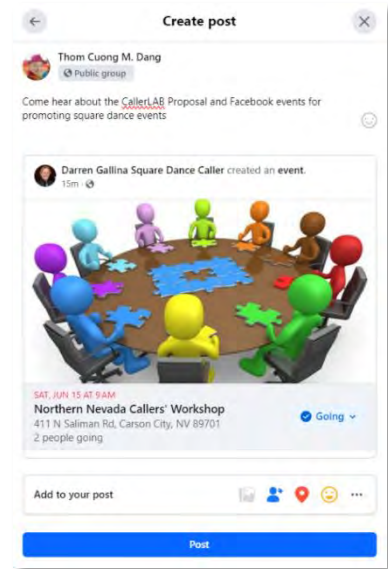 Create post
Thom Cuong M. Dang
Public group
Come hear about the CallerLAB Proposal and Facebook events for
promoting square dance events
Darren Gallina Square Dance Caller created an event.
15m
SAT, JUN 15 AT 9 AM
Northern Nevada Callers' Workshop
411 N Saliman Rd, Carson City, NV 89701
2 people going
Going
Add to your post
Post